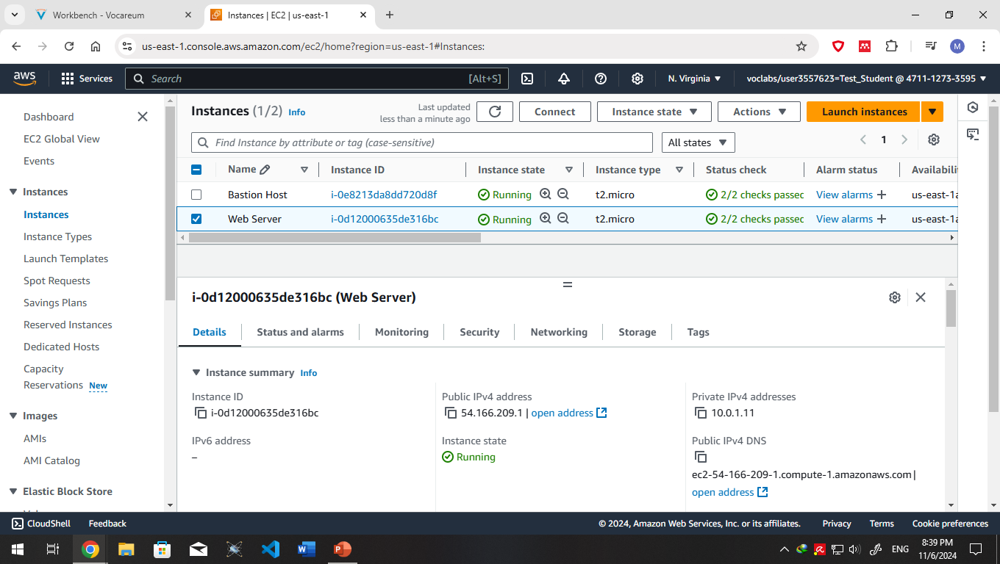 Workbench - Vocareum
Instances | EC2 | us-east-1
us-east-1.console.aws.amazon.com/ec2/home?region=us-east-1#Instances:
M
aws
Services
Search
[Alt+S]
N. Virginia
voclabs/user3557623=Test_Student @ 4711-1273-3595
Dashboard
EC2 Global View
Events
Instances
Instances
Instance Types
Launch Templates
Spot Requests
Savings Plans
Reserved Instances
Dedicated Hosts
Capacity
Reservations New
Images
AMIs
AMI Catalog
Elastic Block Store
Instances (1/2) Info
Last updated
less than a minute ago
Connect
Instance state
Actions
Launch instances
Find Instance by attribute or tag (case-sensitive)
All states
1
Name Instance ID Instance state Instance type Status check Alarm status Availabili
Bastion Host i-0e8213da8dd720d8f Running t2.micro 2/2 checks passed View alarms us-east-1a
Web Server i-0d12000635de316bc Running t2.micro 2/2 checks passed View alarms us-east-1a
i-0d12000635de316bc (Web Server)
Details Status and alarms Monitoring Security Networking Storage Tags
Instance summary Info
Instance ID
i-0d12000635de316bc
IPv6 address
–
Public IPv4 address
54.166.209.1 | open address
Instance state
Running
Private IPv4 addresses
10.0.1.11
Public IPv4 DNS
ec2-54-166-209-1.compute-1.amazonaws.com |
open address
CloudShell Feedback
© 2024, Amazon Web Services, Inc. or its affiliates. Privacy Terms Cookie preferences
ENG
8:39 PM
11/6/2024